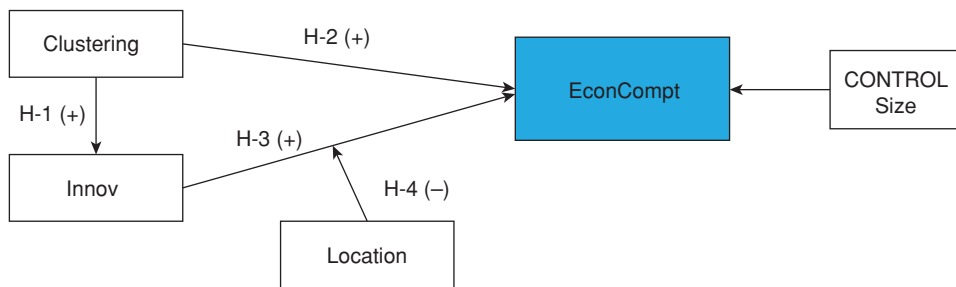 Clustering
H-2 (+)
EconCompt
CONTROL
Size
H-1 (+)
H-3 (+)
Innov
H-4 (–)
Location